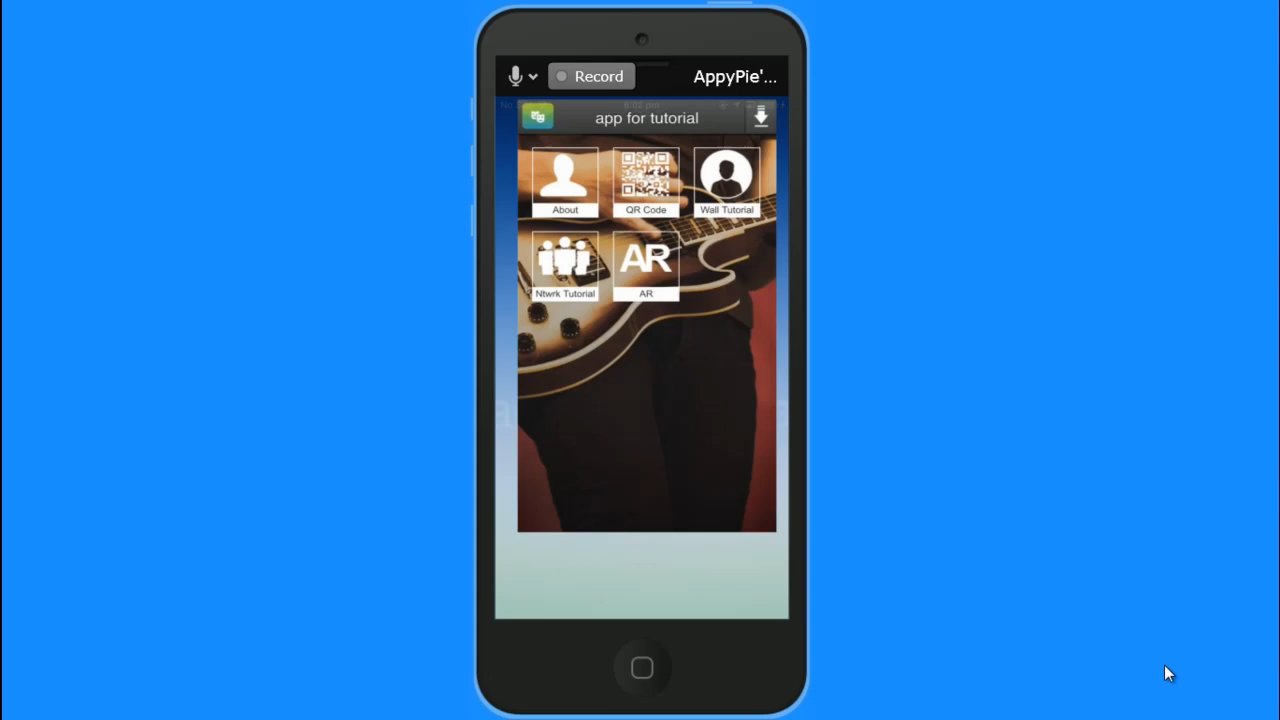 Record AppyPie'...
app for tutorial
About QR Code Wall Tutorial
AR
Ntwrk Tutorial AR